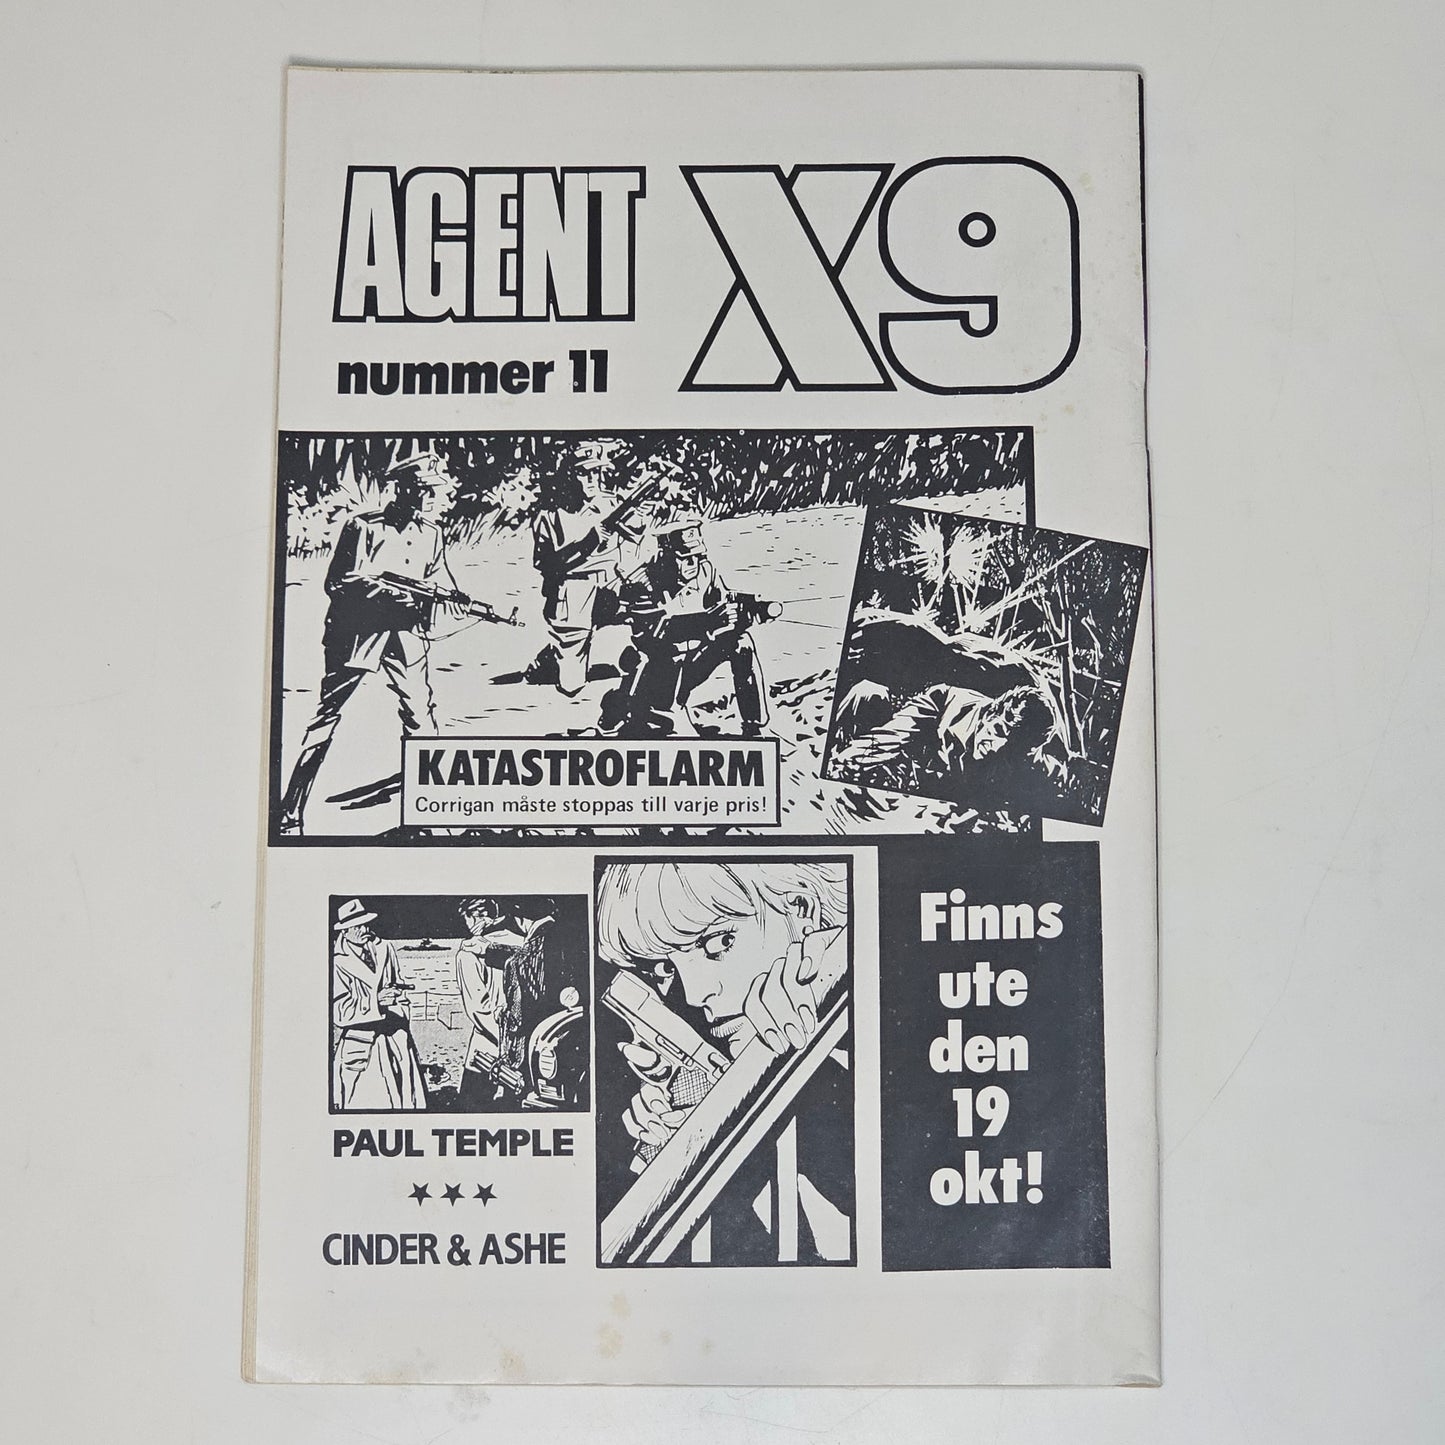 AGENT X9
nummer 11
KATASTROFLARM
Corrigan måste stoppas till varje pris!
PAUL TEMPLE
★★★
CINDER & ASHE
Finns
ute
den
19
okt!